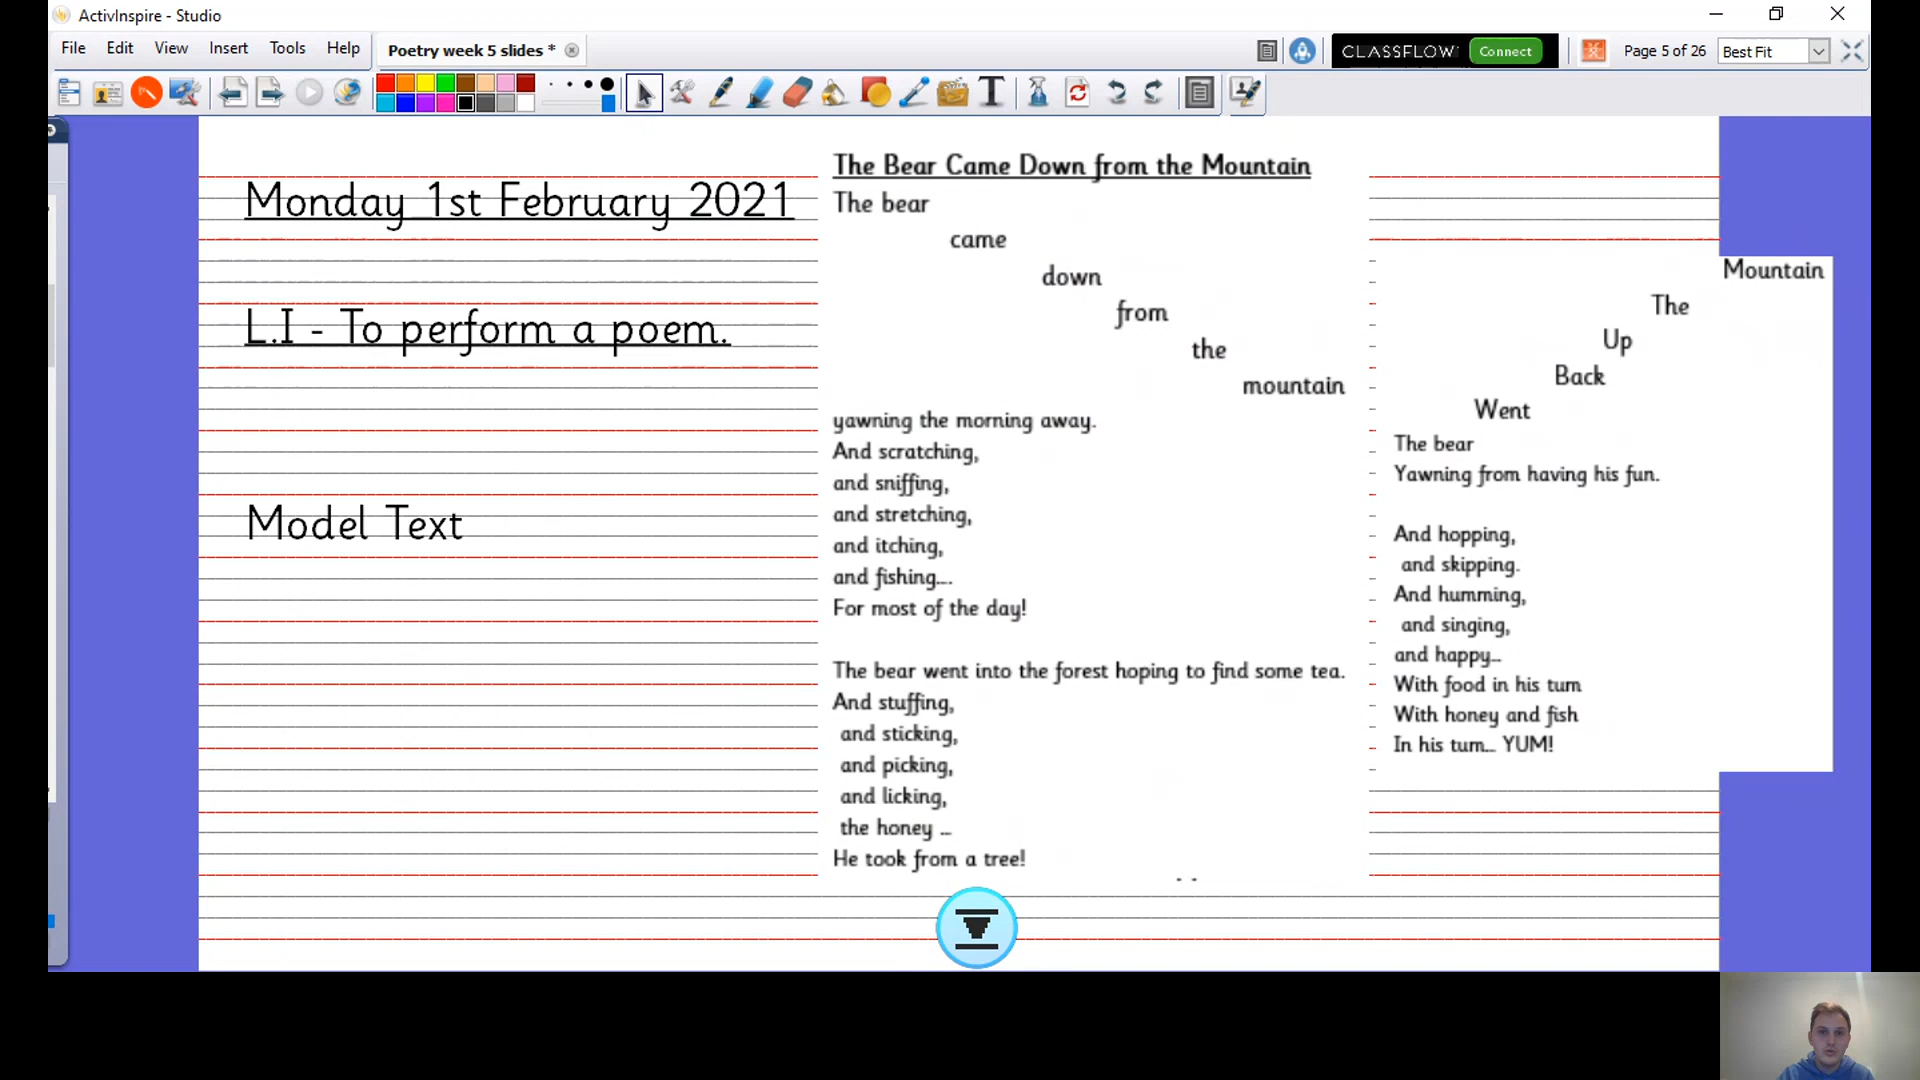 ActivInspire - Studio
File Edit View Insert Tools Help
Poetry week 5 slides *
CLASSFLOW Connect
Page 5 of 26
Best Fit
Monday 1st February 2021
L.I - To perform a poem.
Model Text
The Bear Came Down from the Mountain
The bear
came
down
from
the
mountain
yawning the morning away.
And scratching,
and sniffing,
and stretching,
and itching,
and fishing....
For most of the day!
The bear went into the forest hoping to find some tea.
And stuffing,
and sticking,
and picking,
and licking,
the honey ...
He took from a tree!
Mountain
The
Up
Back
Went
The bear
Yawning from having his fun.
And hopping,
and skipping.
And humming,
and singing,
and happy...
With food in his tum
With honey and fish
In his tum... YUM!